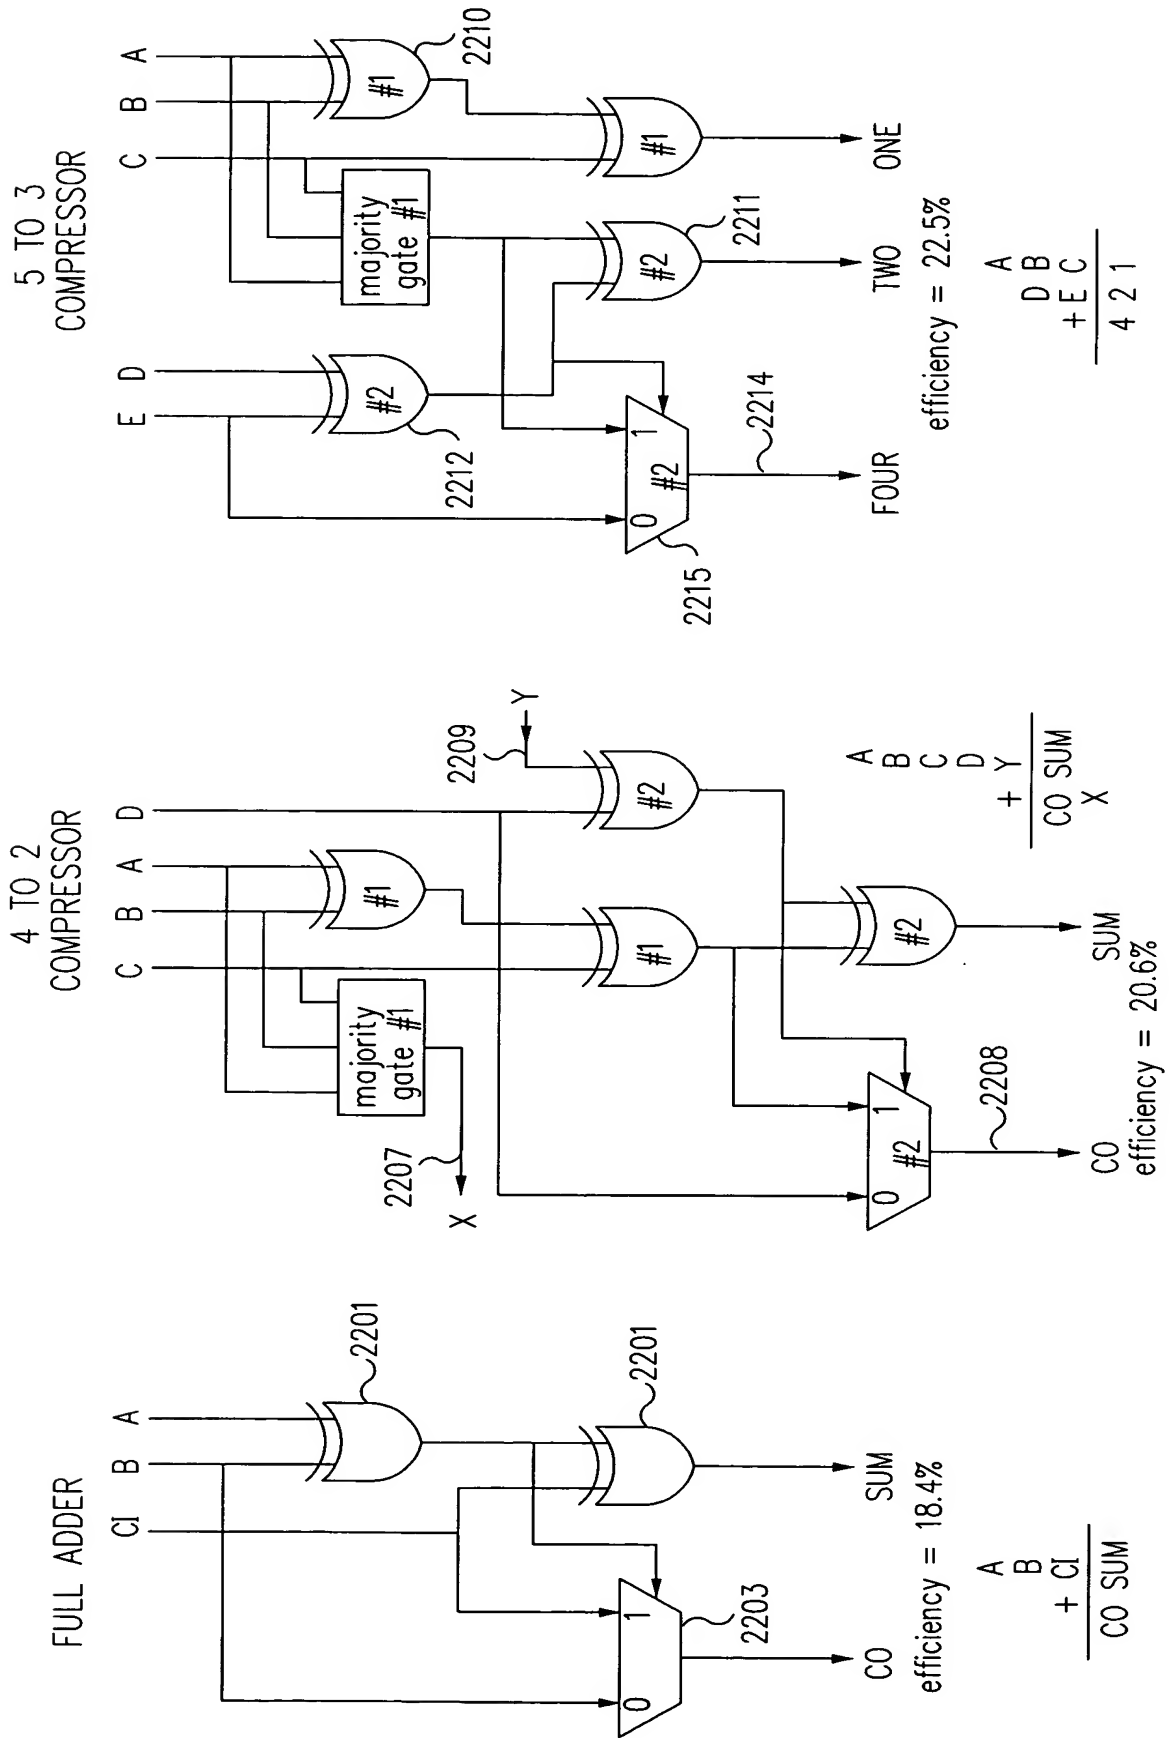 FULL ADDER
CI B A
2201
2201
0 1
2203
CO SUM
efficiency = 18.4%
A
B
+ CI
CO SUM
4 TO 2
COMPRESSOR
C B A D
majority
gate #1
#1
2207
X
2209
Y
#1
#2
0 1
#2
#2
2208
CO SUM
efficiency = 20.6%
A
B
C
D
+ Y
CO SUM
X
5 TO 3
COMPRESSOR
E D C B A
#2
2212
majority
gate #1
#1
2210
0 1
#2
2215
#2
2211
#1
2214
FOUR TWO ONE
efficiency = 22.5%
A
D B
+ E C
4 2 1